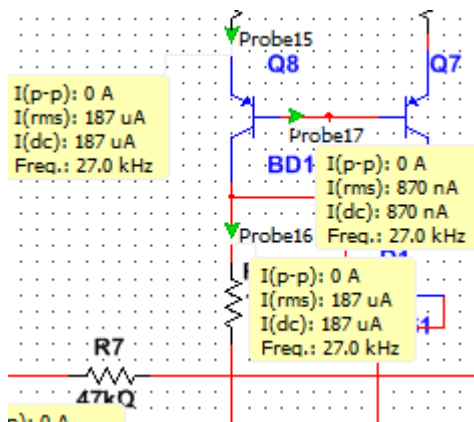 Probe15
Q8
Q7
I(p-p): 0 A
I(rms): 187 uA
I(dc): 187 uA
Freq.: 27.0 kHz
Probe17
BD1
I(p-p): 0 A
I(rms): 870 nA
I(dc): 870 nA
Freq.: 27.0 kHz
Probe16
I(p-p): 0 A
I(rms): 187 uA
I(dc): 187 uA
Freq.: 27.0 kHz
R7
47kΩ
p): 0 A